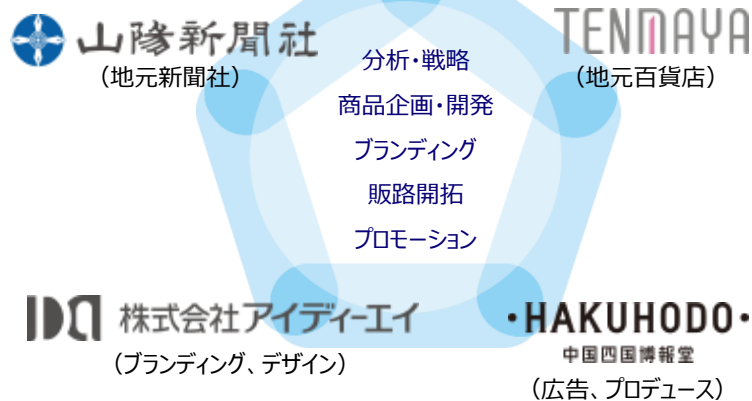 山陽新聞社
(地元新聞社)
TENMAYA
(地元百貨店)
分析・戦略
商品企画・開発
ブランディング
販路開拓
プロモーション
IDA 株式会社アイディーエイ
(ブランディング、デザイン)
・HAKUHODO・
中国四国博報堂
(広告、プロデュース)